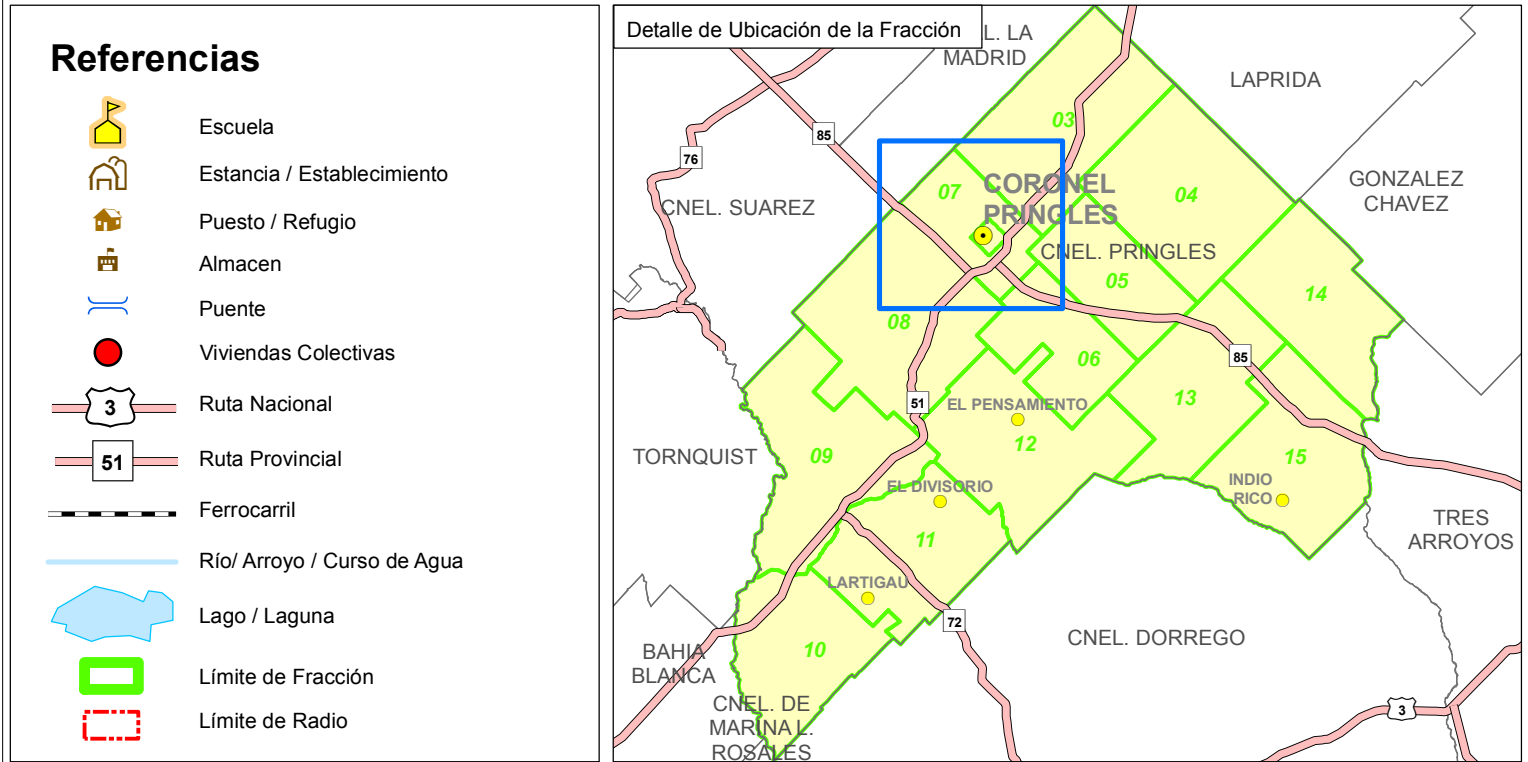 Referencias
Escuela
Estancia / Establecimiento
Puesto / Refugio
Almacen
Puente
Viviendas Colectivas
3
Ruta Nacional
51
Ruta Provincial
Ferrocarril
Río/ Arroyo / Curso de Agua
Lago / Laguna
Límite de Fracción
Límite de Radio
Detalle de Ubicación de la Fracción
L. LA
MADRID
LAPRIDA
03
85
76
GONZALEZ
CHAVEZ
CNEL. SUAREZ
07
CORONEL
PRINGLES
04
CNEL. PRINGLES
05
14
08
06
85
51
EL PENSAMIENTO
13
12
TORNQUIST
09
15
EL DIVISORIO
INDIO
RICO
TRES
ARROYOS
11
LARTIGAU
72
CNEL. DORREGO
10
BAHIA
BLANCA
CNEL. DE
MARINA L.
ROSALES
3